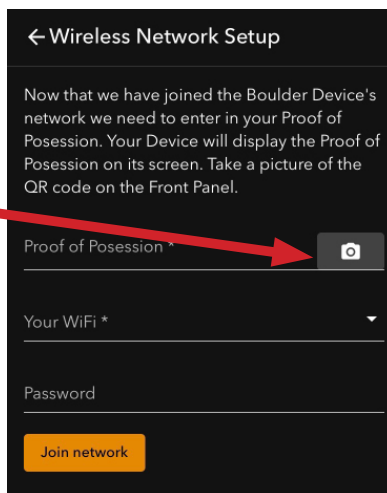 Wireless Network Setup
Now that we have joined the Boulder Device's
network we need to enter in your Proof of
Posession. Your Device will display the Proof of
Posession on its screen. Take a picture of the
QR code on the Front Panel.
Proof of Posession *
Your WiFi *
Password
Join network